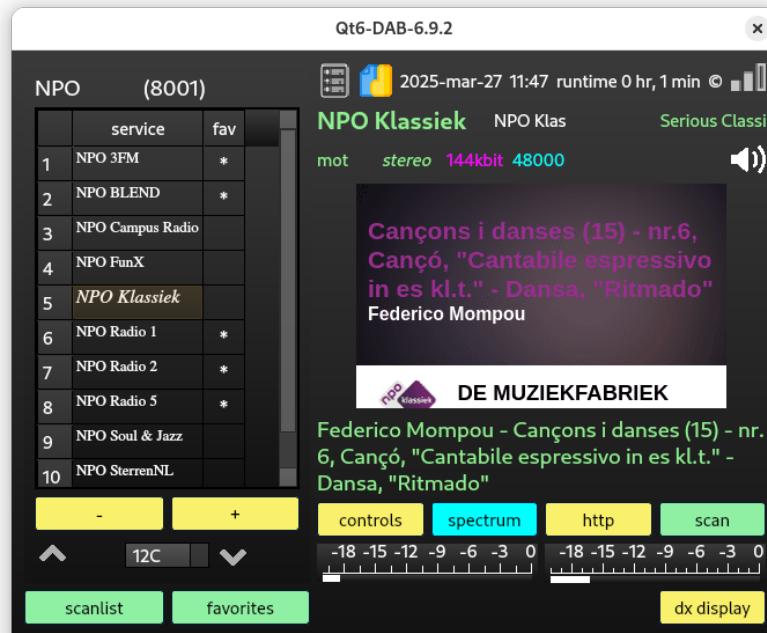 Qt6-DAB-6.9.2
NPO (8001)
2025-mar-27 11:47 runtime 0 hr, 1 min ©
service fav
1 NPO 3FM *
2 NPO BLEND *
3 NPO Campus Radio
4 NPO FunX
5 NPO Klassiek
6 NPO Radio 1 *
7 NPO Radio 2 *
8 NPO Radio 5 *
9 NPO Soul & Jazz
10 NPO SterrenNL
- +
12C
scanlist favorites
NPO Klassiek NPO Klas Serious Classi
mot stereo 144kbit 48000
Cançons i danses (15) - nr.6,
Cançó, "Cantabile espressivo
in es kl.t." - Dansa, "Ritmado"
Federico Mompou
npo klassiek DE MUZIEKFABRIEK
Federico Mompou - Cançons i danses (15) - nr.
6, Cançó, "Cantabile espressivo in es kl.t." -
Dansa, "Ritmado"
controls spectrum http scan
-18 -15 -12 -9 -6 -3 0 -18 -15 -12 -9 -6 -3 0
dx display